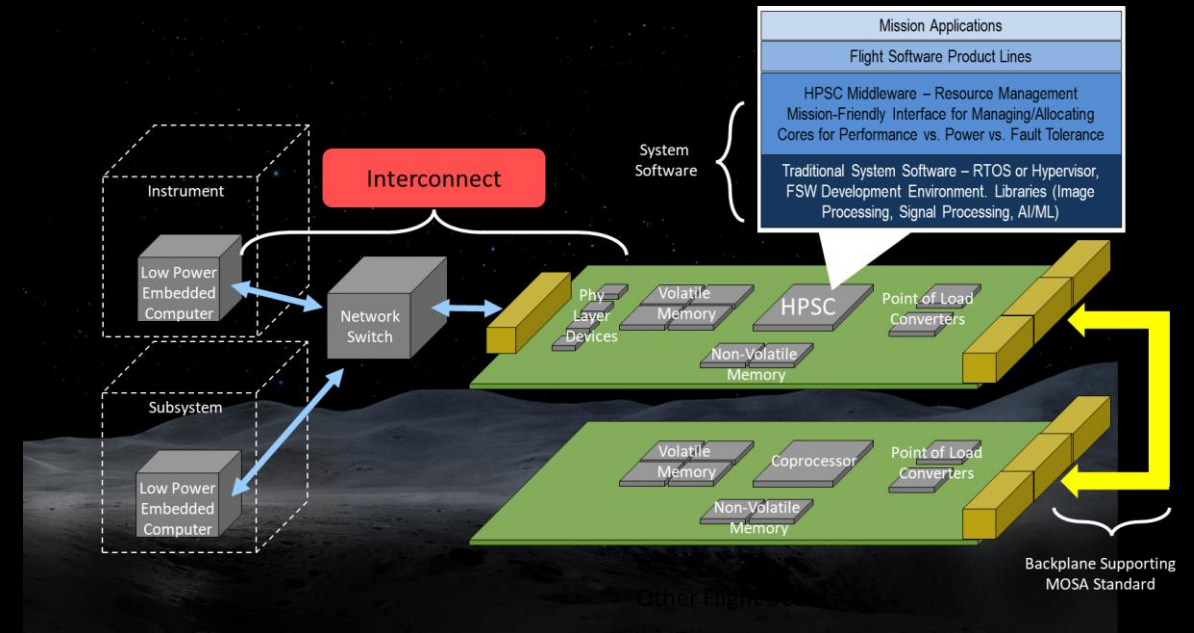 Mission Applications
Flight Software Product Lines
HPSC Middleware – Resource Management
Mission-Friendly Interface for Managing/Allocating
Cores for Performance vs. Power vs. Fault Tolerance
Traditional System Software – RTOS or Hypervisor,
FSW Development Environment. Libraries (Image
Processing, Signal Processing, AI/ML)
System
Software
Interconnect
Instrument
Low Power
Embedded
Computer
Network
Switch
Phy
Layer
Devices
Volatile
Memory
HPSC
Point of Load
Converters
Non-Volatile
Memory
Subsystem
Low Power
Embedded
Computer
Volatile
Memory
Coprocessor
Point of Load
Converters
Non-Volatile
Memory
Backplane Supporting
MOSA Standard
Other Flight